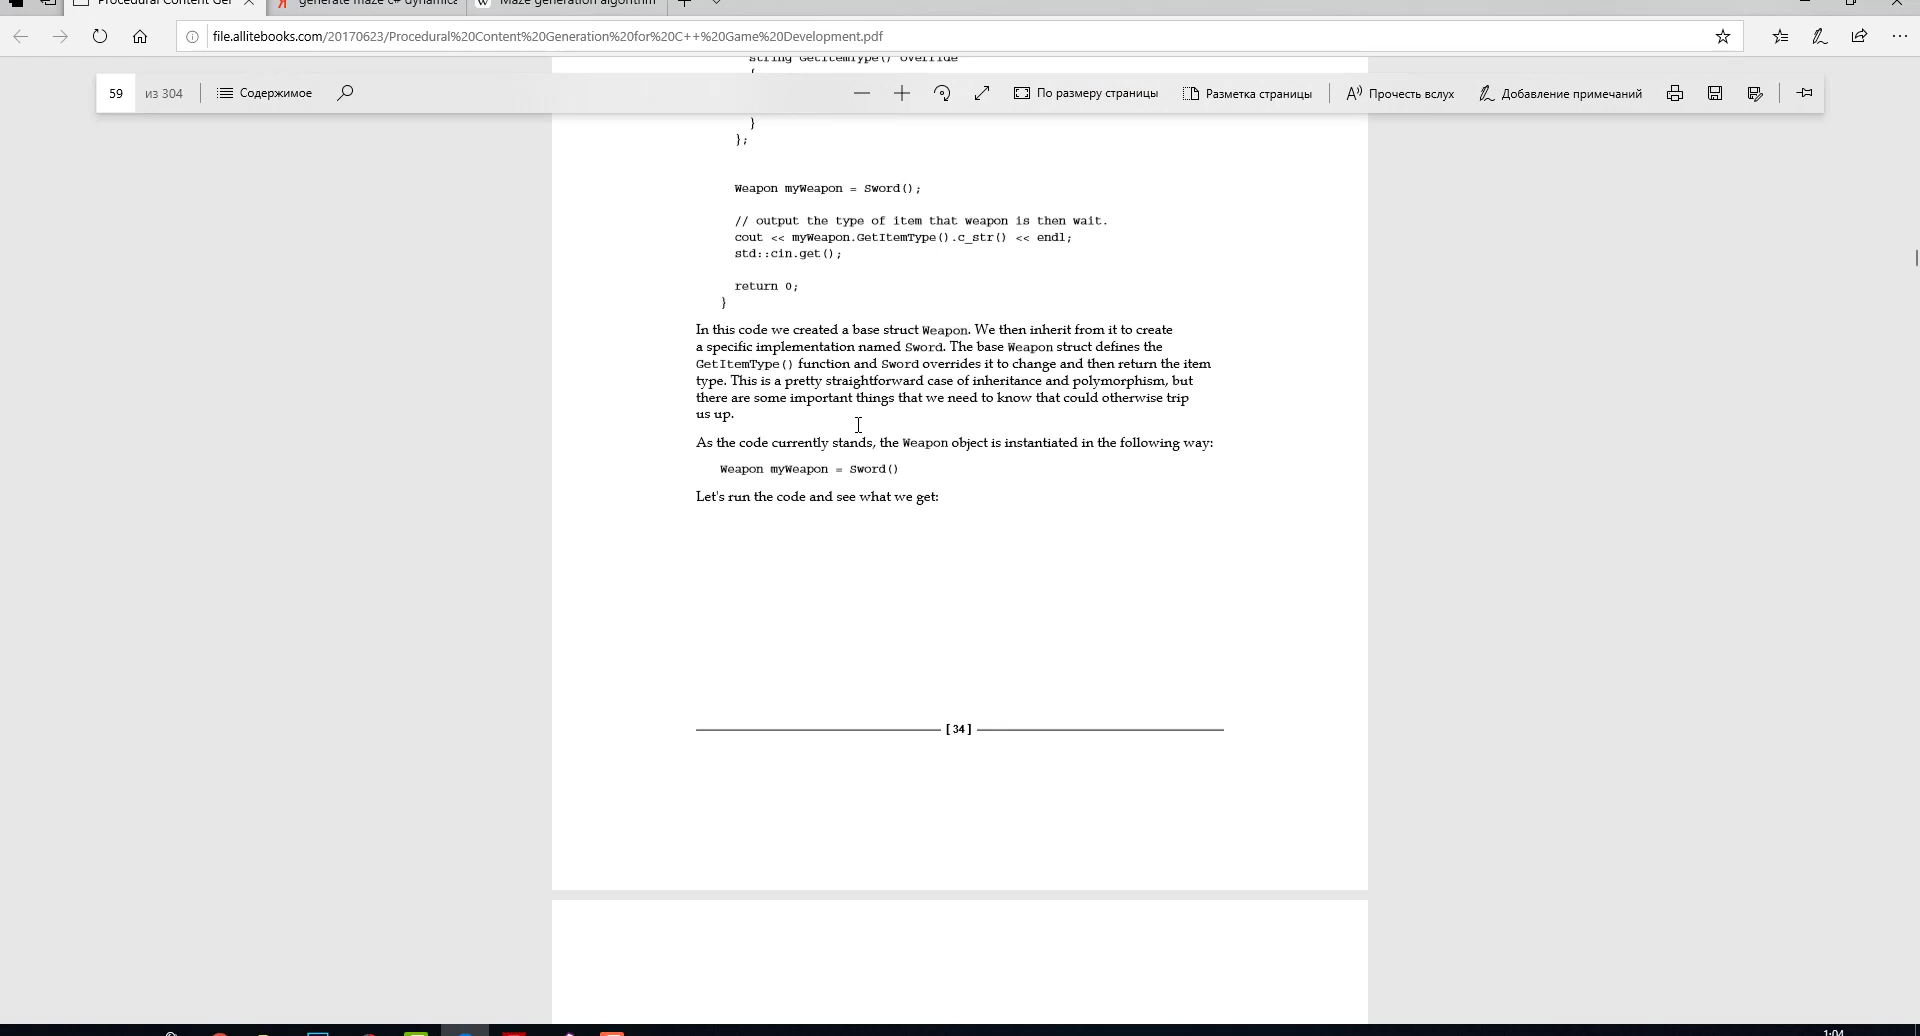 Procedural Content Ger
generate maze c# dynamica
Maze generation algorithm
file.allitebooks.com/20170623/Procedural%20Content%20Generation%20for%20C++%20Game%20Development.pdf
string GetItemType() override
{
59 из 304 Содержимое По размеру страницы Разметка страницы Прочесть вслух Добавление примечаний
}
};
Weapon myWeapon = Sword();
// output the type of item that weapon is then wait.
cout << myWeapon.GetItemType().c_str() << endl;
std::cin.get();
return 0;
}
In this code we created a base struct Weapon. We then inherit from it to create
a specific implementation named Sword. The base Weapon struct defines the
GetItemType() function and Sword overrides it to change and then return the item
type. This is a pretty straightforward case of inheritance and polymorphism, but
there are some important things that we need to know that could otherwise trip
us up.
As the code currently stands, the Weapon object is instantiated in the following way:
Weapon myWeapon = Sword()
Let's run the code and see what we get:
[ 34 ]
1:04